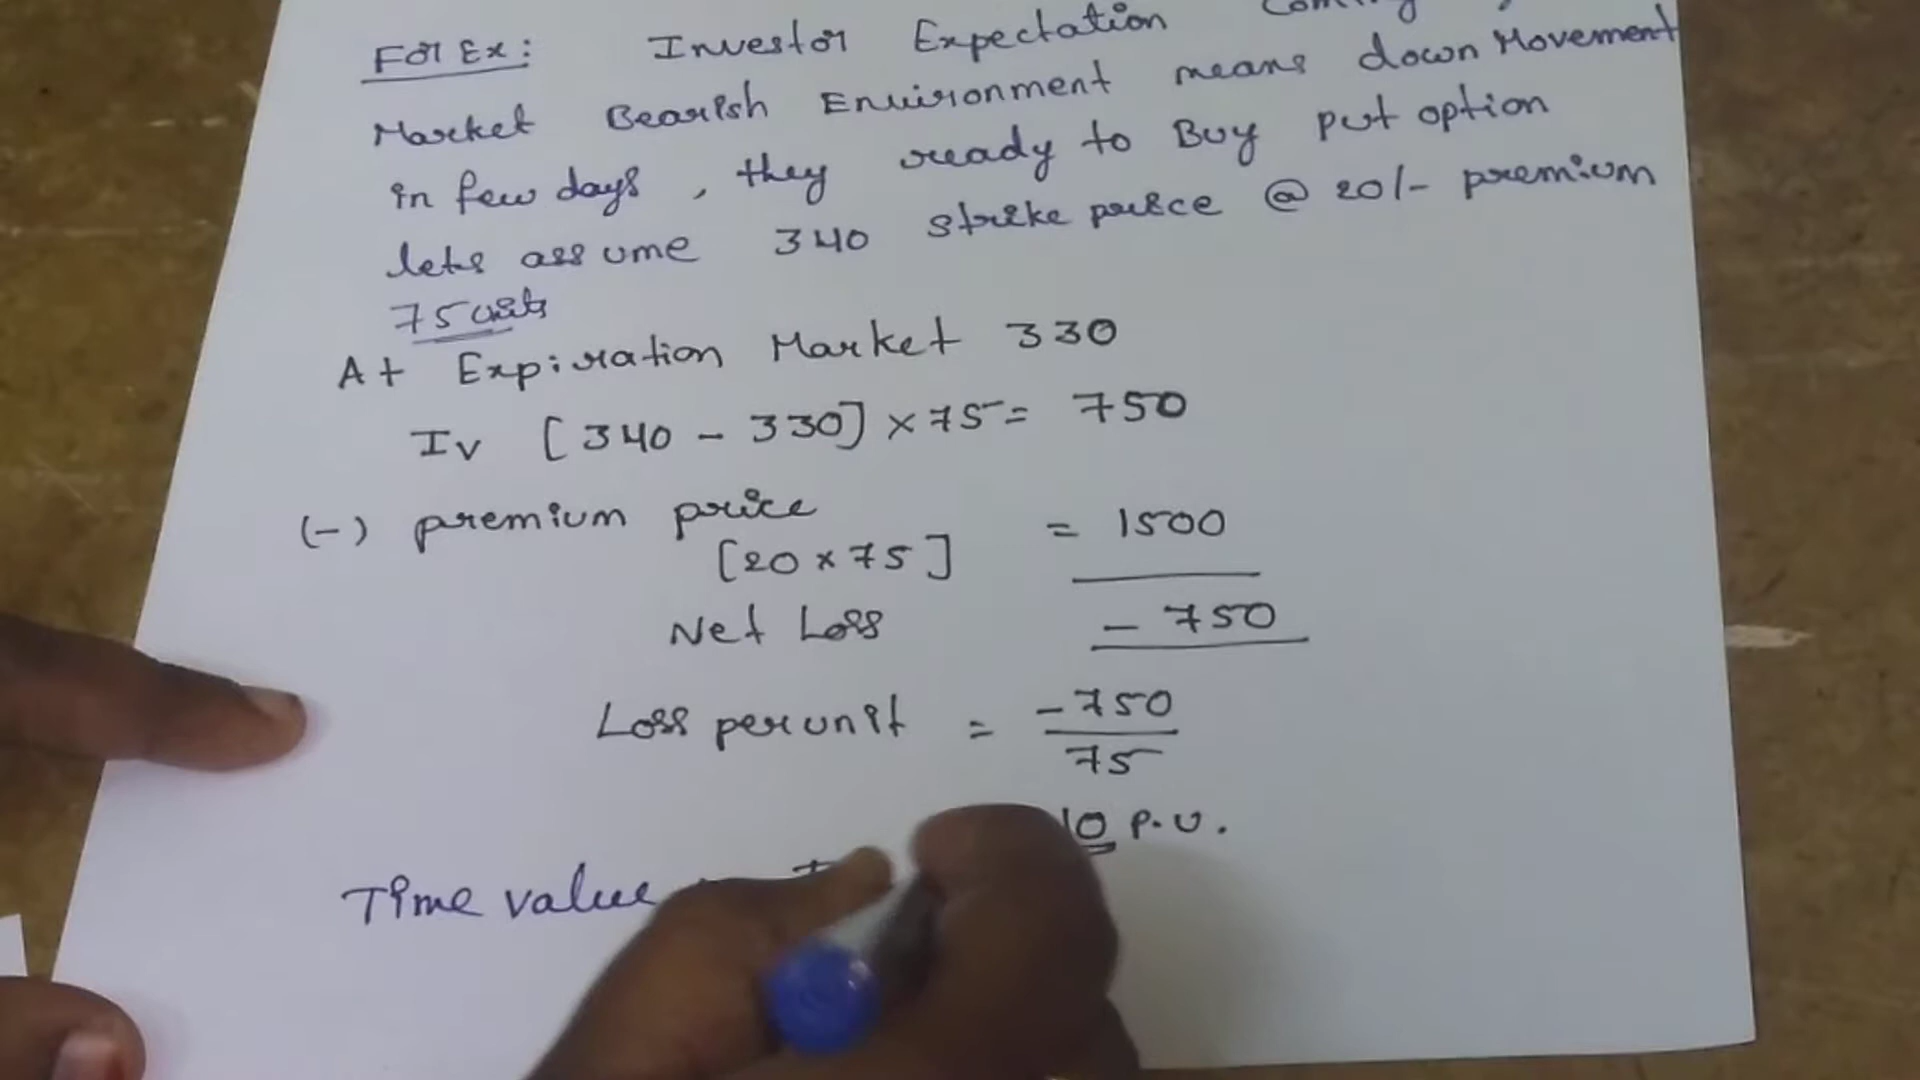 For Ex: Investor Expectation Coming
Market Bearish Environment means down Movement
in few days, they ready to Buy put option
lets assume 340 strike price @ 20/- premium
75 units
At Expiration Market 330
Iv [340 - 330] × 75 = 750
(-) premium price = 1500
[20 × 75]
Net Loss - 750
Loss per unit = -750
75
10 P.U.
Time value